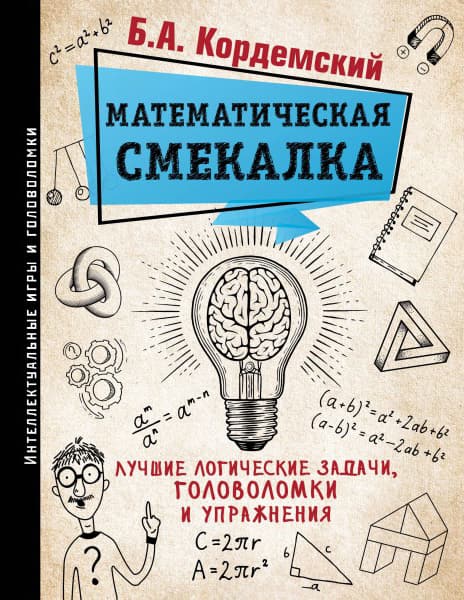 c² = a² + b²
Б.А. Кордемский
МАТЕМАТИЧЕСКАЯ
СМЕКАЛКА
Интеллектуальные игры и головоломки
+
−
aᵐ/aⁿ = aᵐ⁻ⁿ
(a+b)² = a² + 2ab + b²
(a-b)² = a² − 2ab + b²
ЛУЧШИЕ ЛОГИЧЕСКИЕ ЗАДАЧИ,
ГОЛОВОЛОМКИ
И УПРАЖНЕНИЯ
?
C = 2πr
A = 2πr²
b
c
a